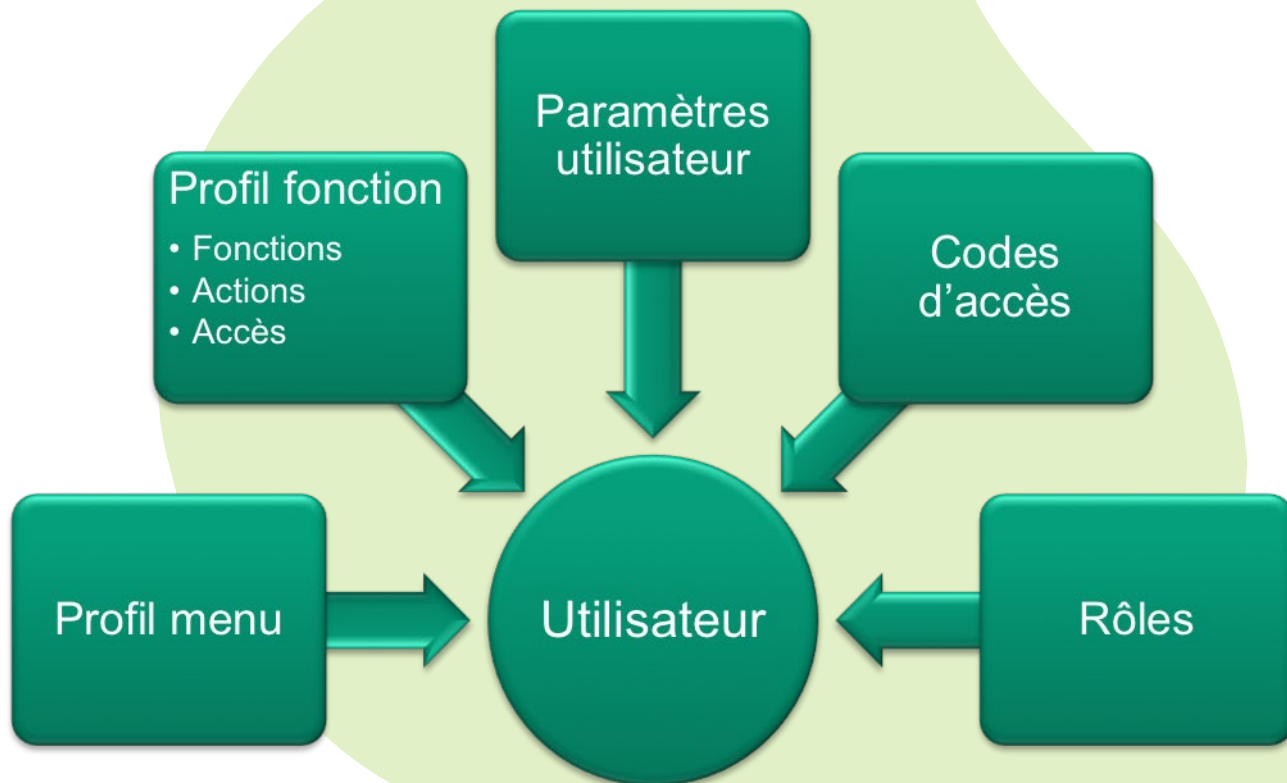 Paramètres
utilisateur
Profil fonction
• Fonctions
• Actions
• Accès
Codes
d’accès
Profil menu
Utilisateur
Rôles